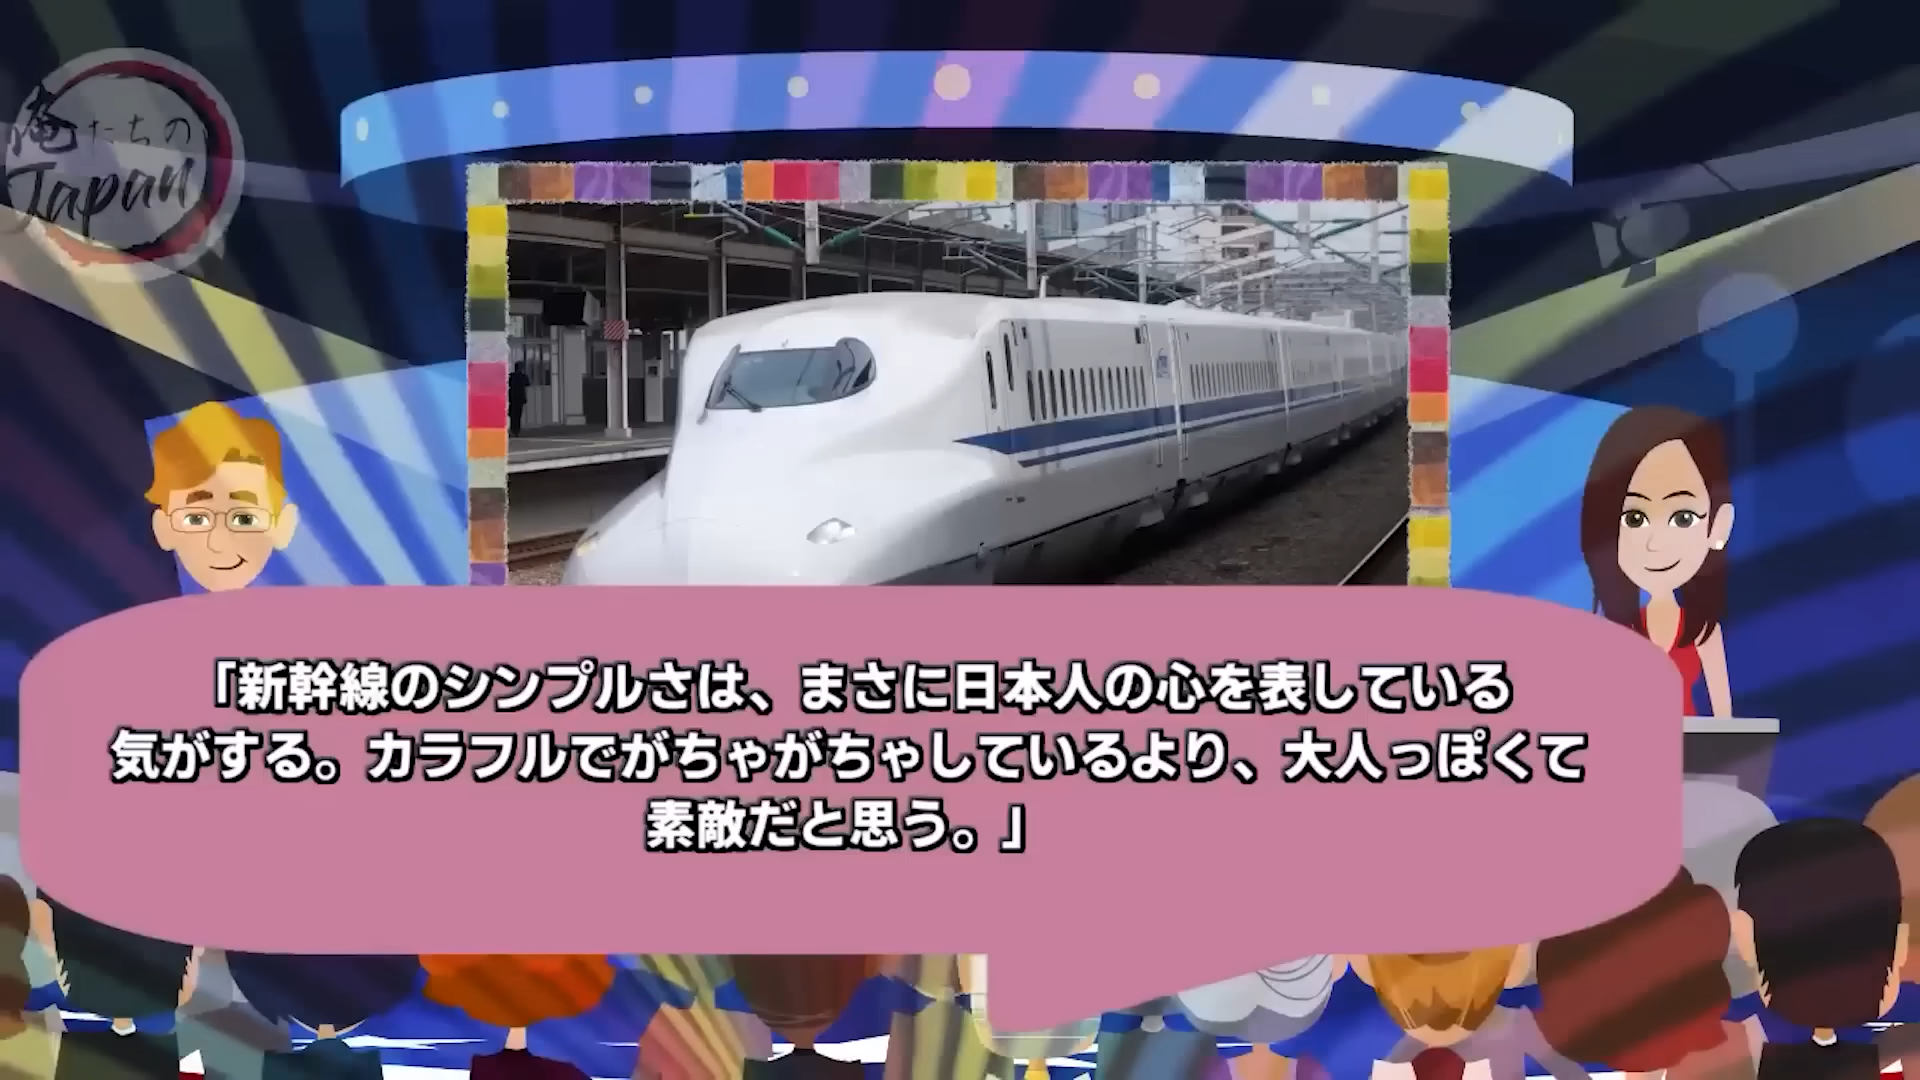 俺たちの
Japan
「新幹線のシンプルさは、まさに日本人の心を表している
気がする。カラフルでがちゃがちゃしているより、大人っぽくて
素敵だと思う。」